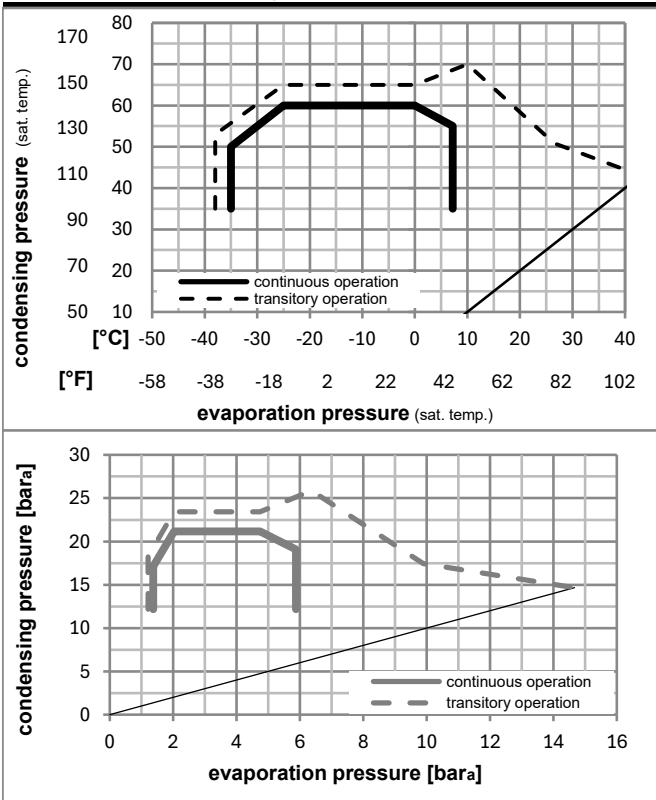 condensing pressure (sat. temp.)
170 80
70
150 60
130 50
110 40
90 30
70 20
50 10
continuous operation
transitory operation
[°C] -50 -40 -30 -20 -10 0 10 20 30 40
[°F] -58 -38 -18 2 22 42 62 82 102
evaporation pressure (sat. temp.)
condensing pressure [bara]
30
25
20
15
10
5
0
continuous operation
transitory operation
0 2 4 6 8 10 12 14 16
evaporation pressure [bara]